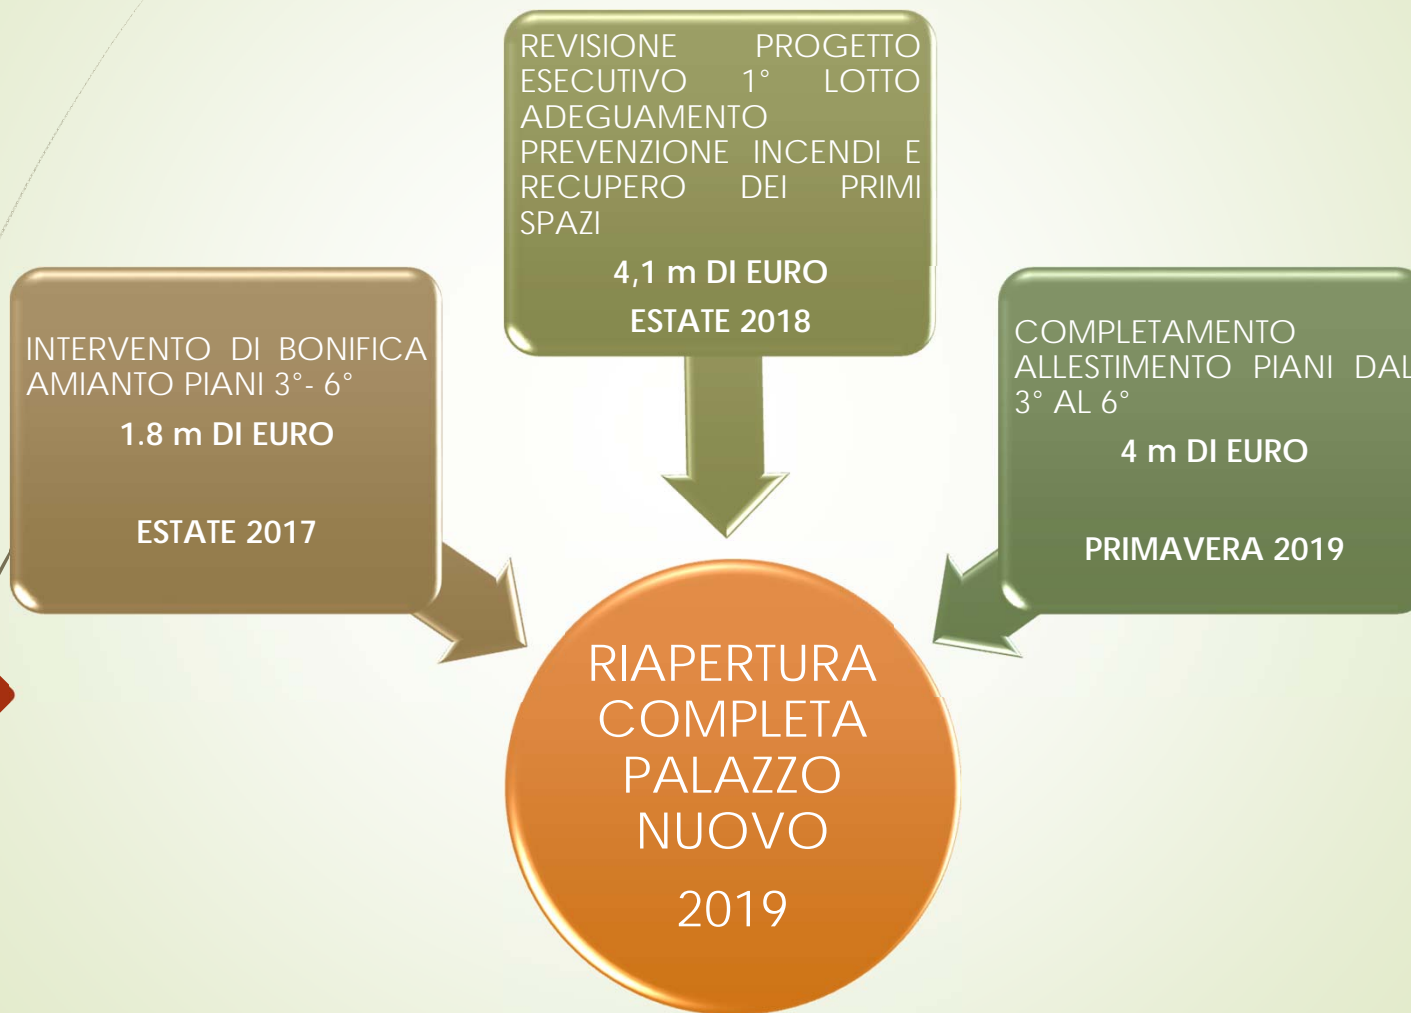 REVISIONE PROGETTO
ESECUTIVO 1° LOTTO
ADEGUAMENTO
PREVENZIONE INCENDI E
RECUPERO DEI PRIMI
SPAZI
4,1 m DI EURO
ESTATE 2018
INTERVENTO DI BONIFICA
AMIANTO PIANI 3°- 6°
1.8 m DI EURO
ESTATE 2017
COMPLETAMENTO
ALLESTIMENTO PIANI DAL
3° AL 6°
4 m DI EURO
PRIMAVERA 2019
RIAPERTURA
COMPLETA
PALAZZO
NUOVO
2019